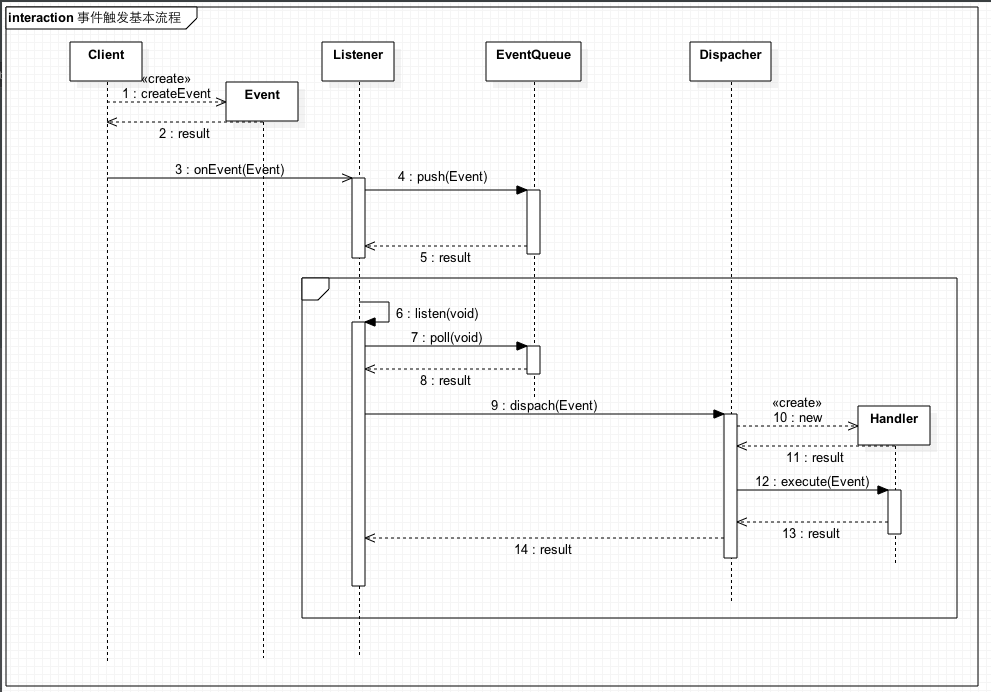 interaction 事件触发基本流程
Client
Listener
EventQueue
Dispacher
«create»
1 : createEvent
Event
2 : result
3 : onEvent(Event)
4 : push(Event)
5 : result
6 : listen(void)
7 : poll(void)
8 : result
9 : dispach(Event)
«create»
10 : new
Handler
11 : result
12 : execute(Event)
13 : result
14 : result